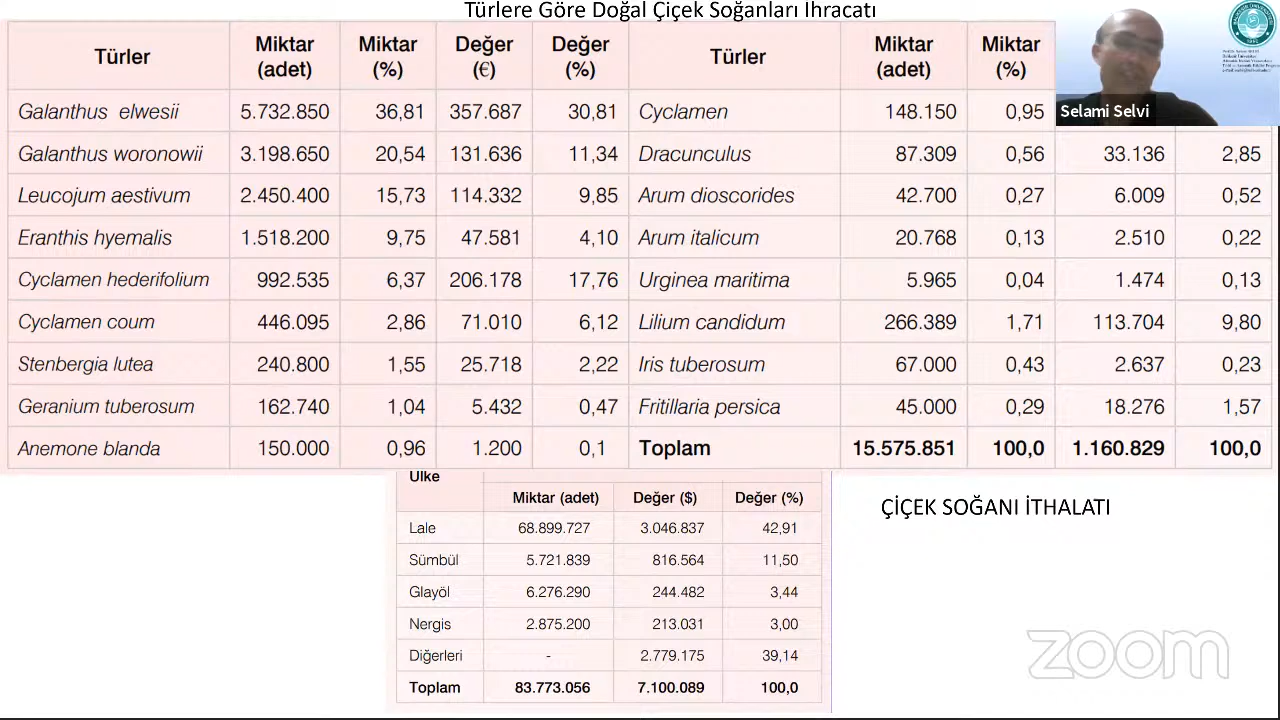 Türlere Göre Doğal Çiçek Soğanları İhracatı
Türler Miktar (adet) Miktar (%) Değer (€) Değer (%) Türler Miktar (adet) Miktar (%)
Galanthus elwesii 5.732.850 36,81 357.687 30,81 Cyclamen 148.150 0,95
Selami Selvi
Galanthus woronowii 3.198.650 20,54 131.636 11,34 Dracunculus 87.309 0,56 33.136 2,85
Leucojum aestivum 2.450.400 15,73 114.332 9,85 Arum dioscorides 42.700 0,27 6.009 0,52
Eranthis hyemalis 1.518.200 9,75 47.581 4,10 Arum italicum 20.768 0,13 2.510 0,22
Cyclamen hederifolium 992.535 6,37 206.178 17,76 Urginea maritima 5.965 0,04 1.474 0,13
Cyclamen coum 446.095 2,86 71.010 6,12 Lilium candidum 266.389 1,71 113.704 9,80
Stenbergia lutea 240.800 1,55 25.718 2,22 Iris tuberosum 67.000 0,43 2.637 0,23
Geranium tuberosum 162.740 1,04 5.432 0,47 Fritillaria persica 45.000 0,29 18.276 1,57
Anemone blanda 150.000 0,96 1.200 0,1 Toplam 15.575.851 100,0 1.160.829 100,0
Ülke
Miktar (adet) Değer ($) Değer (%)
ÇİÇEK SOĞANI İTHALATI
Lale 68.899.727 3.046.837 42,91
Sümbül 5.721.839 816.564 11,50
Glayöl 6.276.290 244.482 3,44
Nergis 2.875.200 213.031 3,00
Diğerleri - 2.779.175 39,14
Toplam 83.773.056 7.100.089 100,0
zoom